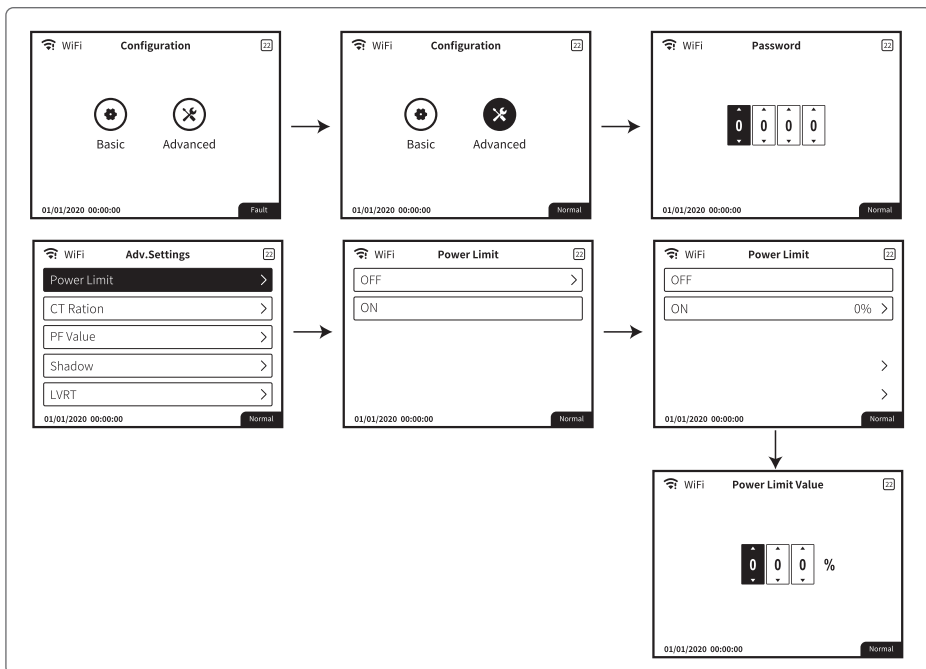 WiFi Configuration 22
Basic Advanced
01/01/2020 00:00:00 Fault
WiFi Configuration 22
Basic Advanced
01/01/2020 00:00:00 Normal
WiFi Password 22
0 0 0 0
01/01/2020 00:00:00 Normal
WiFi Adv.Settings 22
Power Limit >
CT Ration >
PF Value >
Shadow >
LVRT >
01/01/2020 00:00:00 Normal
WiFi Power Limit 22
OFF >
ON
01/01/2020 00:00:00 Normal
WiFi Power Limit 22
OFF
ON 0% >
>
>
01/01/2020 00:00:00 Normal
WiFi Power Limit Value 22
0 0 0 %
01/01/2020 00:00:00 Normal